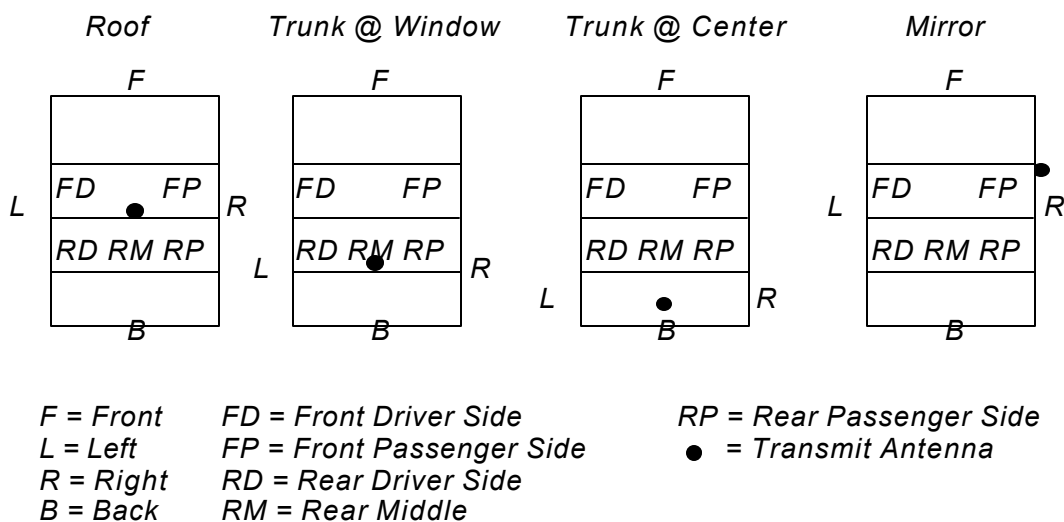 Roof Trunk @ Window Trunk @ Center Mirror
F F F F
FD FP FD FP FD FP FD FP
L R L R
RD RM RP RD RM RP RD RM RP RD RM RP
L R
L R
B B B B
F = Front FD = Front Driver Side RP = Rear Passenger Side
L = Left FP = Front Passenger Side = Transmit Antenna
R = Right RD = Rear Driver Side
B = Back RM = Rear Middle